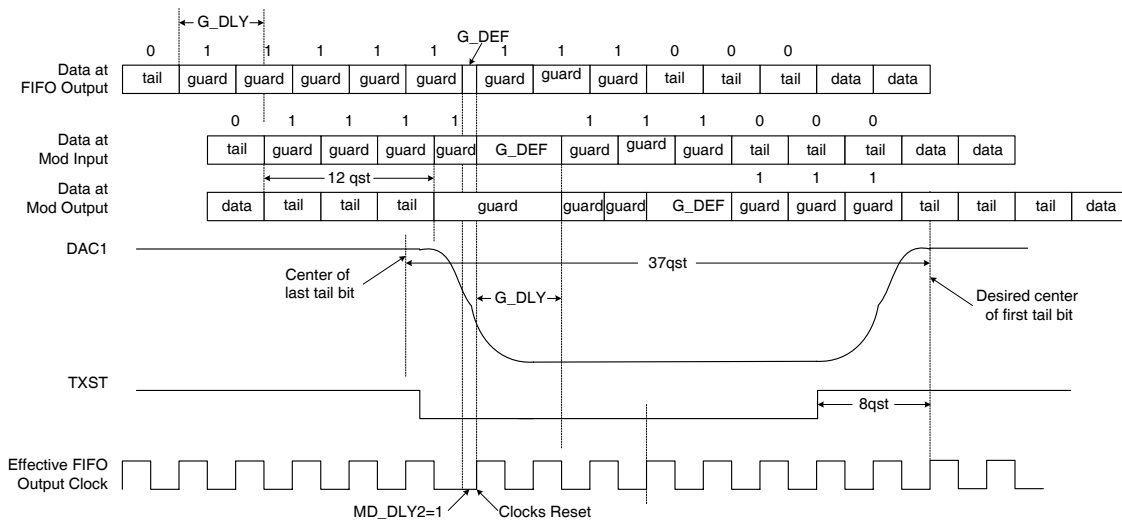 G_DLY
G_DEF
0 1 1 1 1 1 1 1 1 0 0 0
Data at
FIFO Output
tail guard guard guard guard guard guard guard guard tail tail tail data data
0 1 1 1 1 1 1 1 0 0 0
Data at
Mod Input
tail guard guard guard guard G_DEF guard guard guard tail tail tail data data
12 qst
1 1 1
Data at
Mod Output
data tail tail tail guard guard guard G_DEF guard guard guard tail tail tail data
DAC1
Center of
last tail bit
37qst
G_DLY
Desired center
of first tail bit
TXST
8qst
Effective FIFO
Output Clock
MD_DLY2=1
Clocks Reset